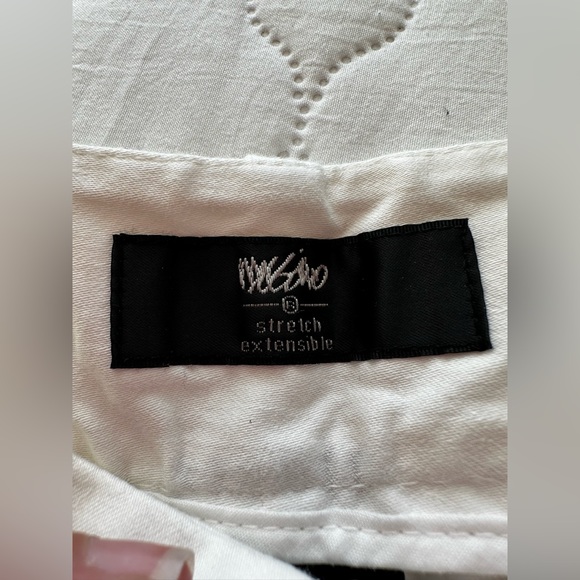 mossimo
®
stretch
extensible